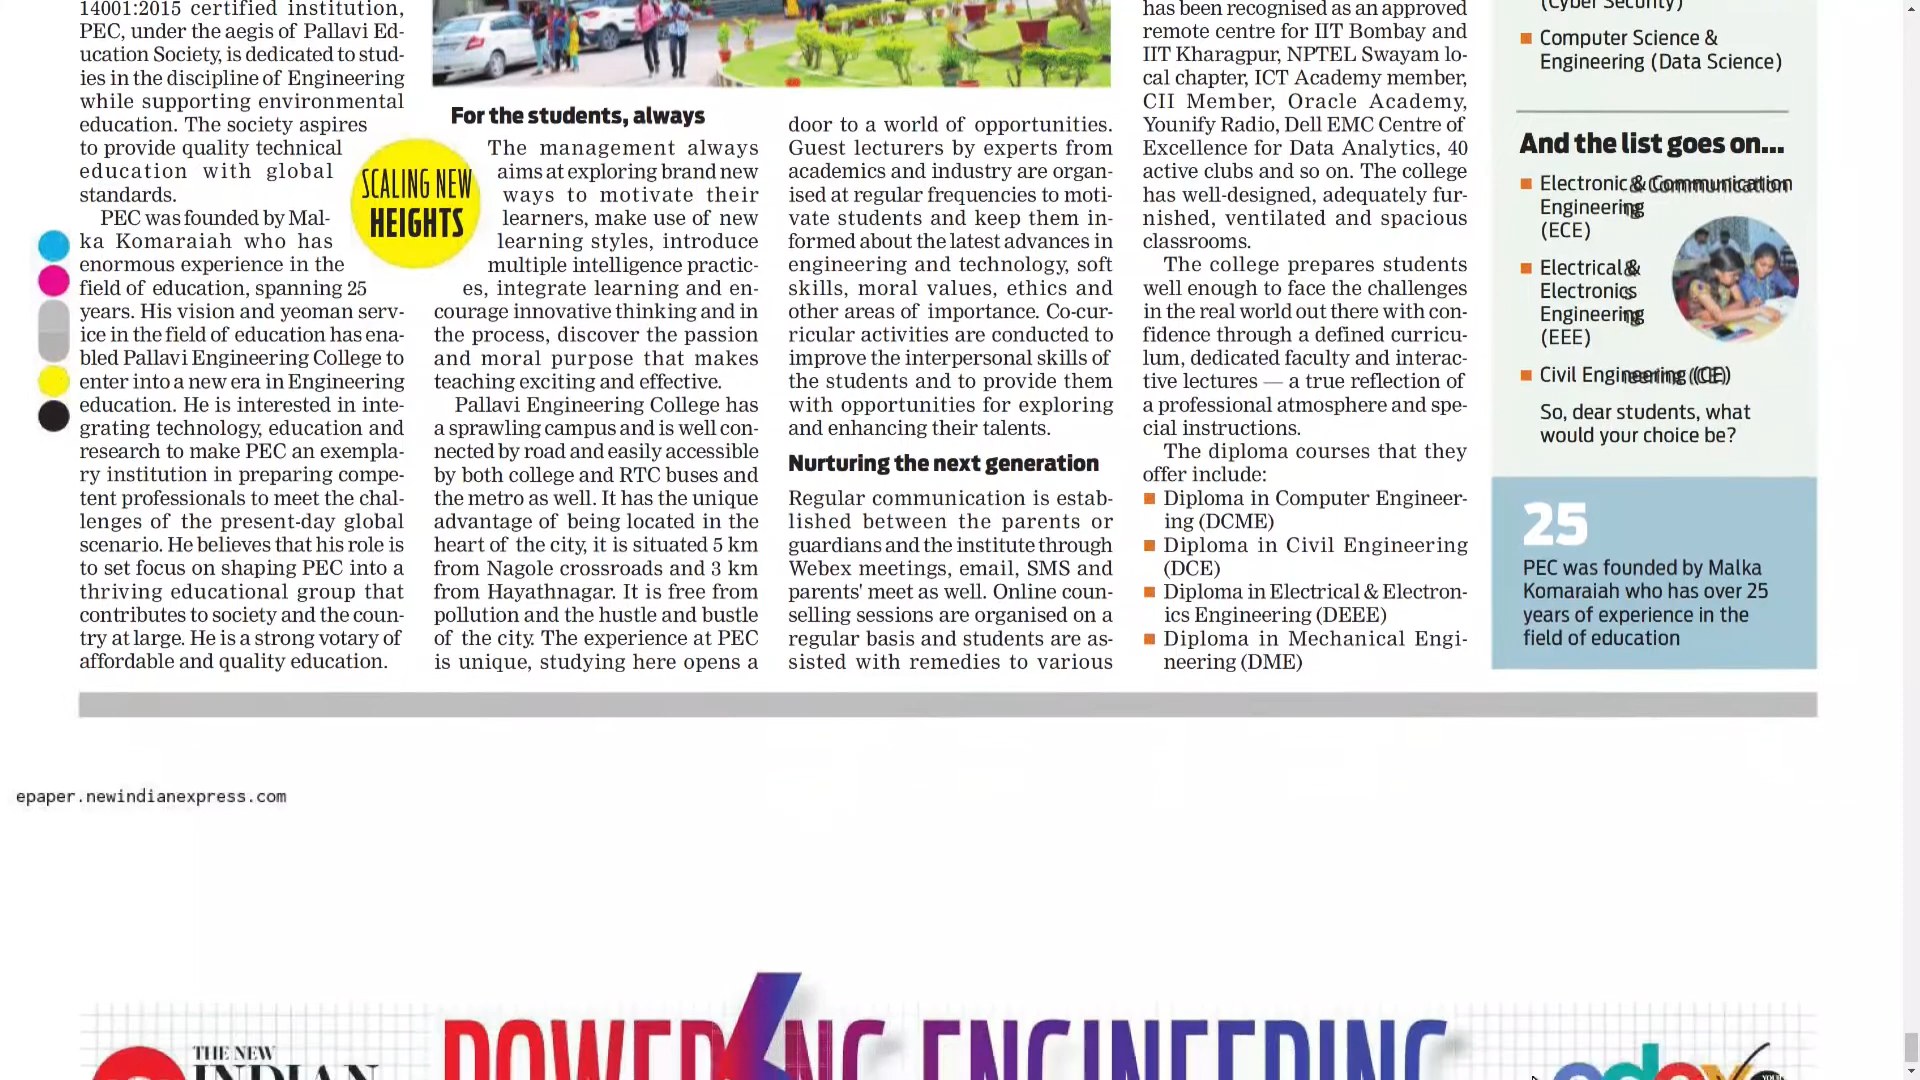 14001:2015 certified institution,
PEC, under the aegis of Pallavi Ed-
ucation Society, is dedicated to stud-
ies in the discipline of Engineering
while supporting environmental
education. The society aspires
to provide quality technical
education with global
standards.
PEC was founded by Mal-
ka Komaraiah who has
enormous experience in the
field of education, spanning 25
years. His vision and yeoman serv-
ice in the field of education has ena-
bled Pallavi Engineering College to
enter into a new era in Engineering
education. He is interested in inte-
grating technology, education and
research to make PEC an exempla-
ry institution in preparing compe-
tent professionals to meet the chal-
lenges of the present-day global
scenario. He believes that his role is
to set focus on shaping PEC into a
thriving educational group that
contributes to society and the coun-
try at large. He is a strong votary of
affordable and quality education.
SCALING NEW
HEIGHTS
For the students, always
The management always
aims at exploring brand new
ways to motivate their
learners, make use of new
learning styles, introduce
multiple intelligence practic-
es, integrate learning and en-
courage innovative thinking and in
the process, discover the passion
and moral purpose that makes
teaching exciting and effective.
Pallavi Engineering College has
a sprawling campus and is well con-
nected by road and easily accessible
by both college and RTC buses and
the metro as well. It has the unique
advantage of being located in the
heart of the city, it is situated 5 km
from Nagole crossroads and 3 km
from Hayathnagar. It is free from
pollution and the hustle and bustle
of the city. The experience at PEC
is unique, studying here opens a
door to a world of opportunities.
Guest lecturers by experts from
academics and industry are organ-
ised at regular frequencies to moti-
vate students and keep them in-
formed about the latest advances in
engineering and technology, soft
skills, moral values, ethics and
other areas of importance. Co-cur-
ricular activities are conducted to
improve the interpersonal skills of
the students and to provide them
with opportunities for exploring
and enhancing their talents.
Nurturing the next generation
Regular communication is estab-
lished between the parents or
guardians and the institute through
Webex meetings, email, SMS and
parents' meet as well. Online coun-
selling sessions are organised on a
regular basis and students are as-
sisted with remedies to various
has been recognised as an approved
remote centre for IIT Bombay and
IIT Kharagpur, NPTEL Swayam lo-
cal chapter, ICT Academy member,
CII Member, Oracle Academy,
Younify Radio, Dell EMC Centre of
Excellence for Data Analytics, 40
active clubs and so on. The college
has well-designed, adequately fur-
nished, ventilated and spacious
classrooms.
The college prepares students
well enough to face the challenges
in the real world out there with con-
fidence through a defined curricu-
lum, dedicated faculty and interac-
tive lectures — a true reflection of
a professional atmosphere and spe-
cial instructions.
The diploma courses that they
offer include:
Diploma in Computer Engineer-
ing (DCME)
Diploma in Civil Engineering
(DCE)
Diploma in Electrical & Electron-
ics Engineering (DEEE)
Diploma in Mechanical Engi-
neering (DME)
(Cyber Security)
Computer Science &
Engineering (Data Science)
And the list goes on...
Electronic & Communication
Engineering
(ECE)
Electrical &
Electronics
Engineering
(EEE)
Civil Engineering (CE)
So, dear students, what
would your choice be?
25
PEC was founded by Malka
Komaraiah who has over 25
years of experience in the
field of education
epaper.newindianexpress.com
THE NEW
INDIAN
POWERING ENGINEERING
edex